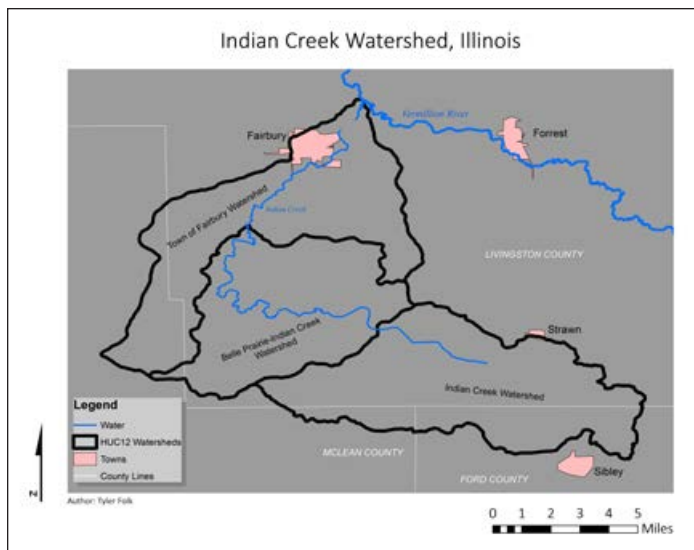 Indian Creek Watershed, Illinois
Vermillion River
Fairbury
Forrest
Town of Fairbury Watershed
Indian Creek
LIVINGSTON COUNTY
Strawn
Belle Prairie-Indian Creek
Watershed
Indian Creek Watershed
Legend
Water
HUC12 Watersheds
Towns
County Lines
MCLEAN COUNTY
FORD COUNTY
Sibley
N
Author: Tyler Folk
0 1 2 3 4 5
Miles